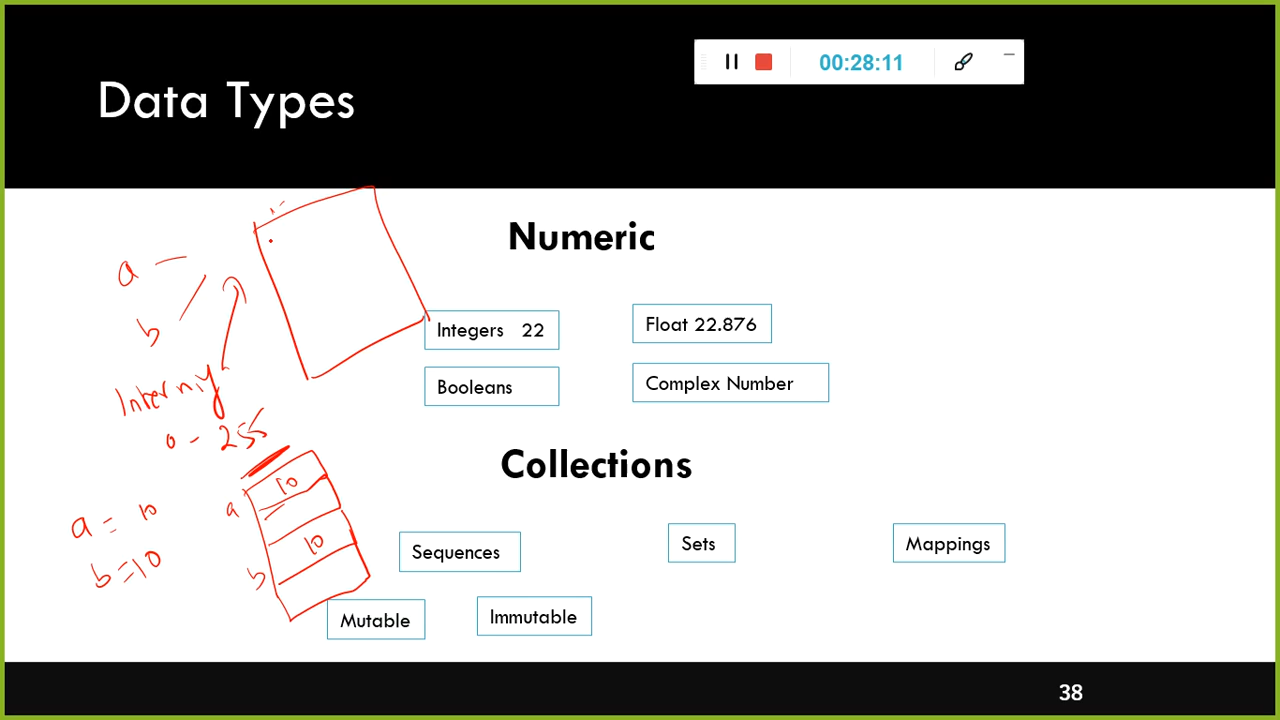 Data Types
00:28:11
Numeric
a
b
Integers 22
Float 22.876
Booleans
Complex Number
0 - 255
Collections
a = 10
b = 10
a 10
b 10
Sequences
Sets
Mappings
Mutable
Immutable
38